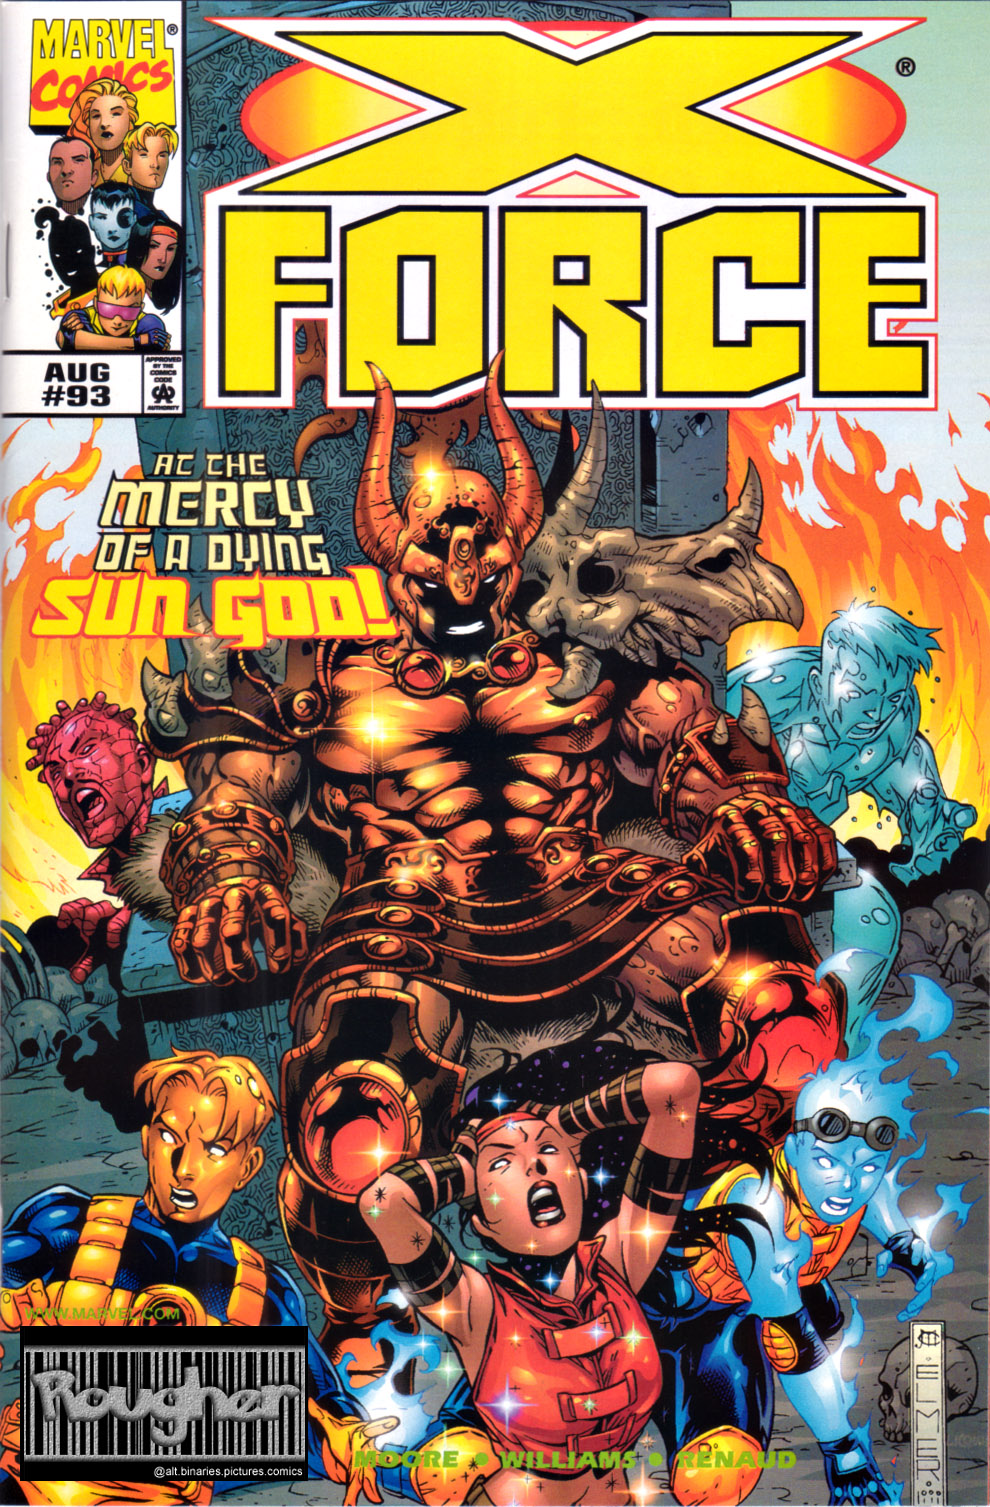 MARVEL®
COMICS
X ®
FORCE
AUG
#93
APPROVED
BY THE
COMICS
CODE
CA
AUTHORITY
AT THE
MERCY
OF A DYING
SUN GOD!
WWW.MARVEL.COM
Rougher
@alt.binaries.pictures.comics
MOORE • WILLIAMS • RENAUD